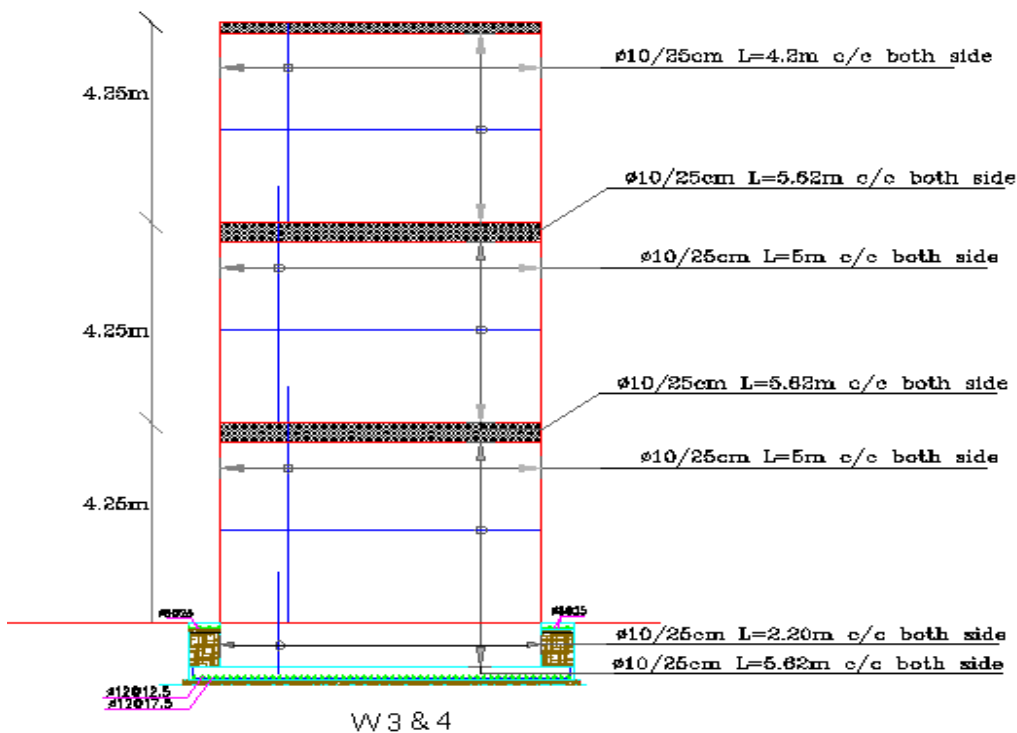 ø10/25cm L=4.2m c/c both side
4.25m
ø10/25cm L=5.62m c/c both side
ø10/25cm L=5m c/c both side
4.25m
ø10/25cm L=5.62m c/c both side
ø10/25cm L=5m c/c both side
4.25m
ø10/25cm L=2.20m c/c both side
ø10/25cm L=5.62m c/c both side
ø12@12.5
ø12@17.5
W 3 & 4